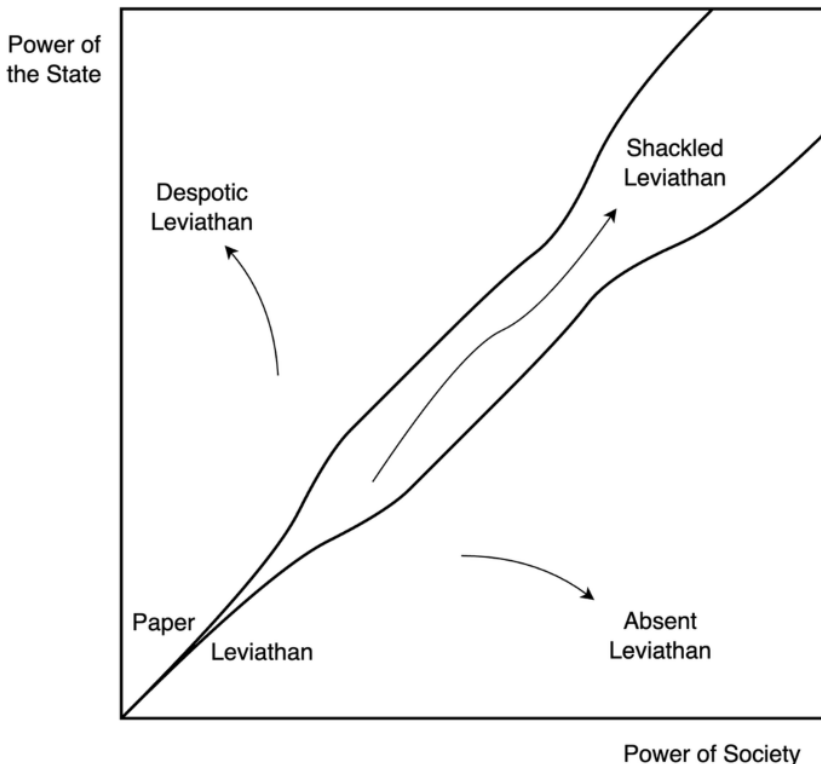 Power of
the State
Shackled
Leviathan
Despotic
Leviathan
Paper
Leviathan
Absent
Leviathan
Power of Society